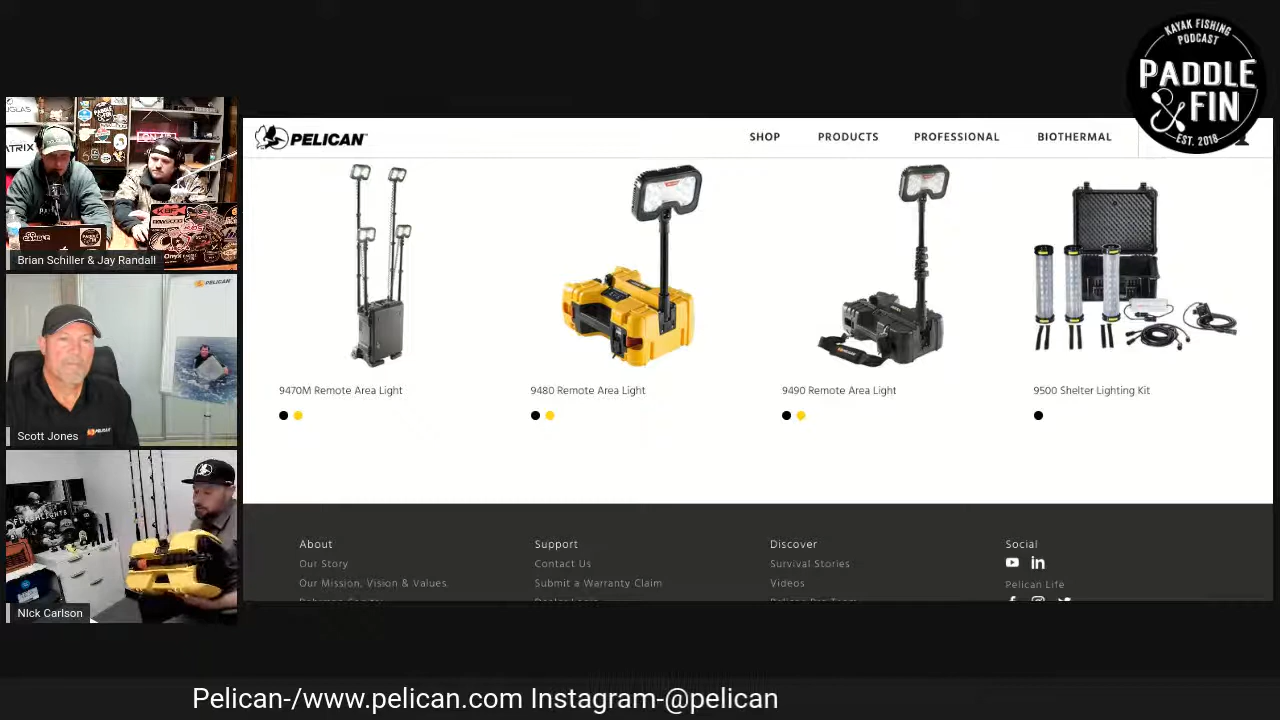 KAYAK FISHING
PODCAST
PADDLE
& FIN
EST. 2018
PELICAN
SHOP
PRODUCTS
PROFESSIONAL
BIOTHERMAL
9470M Remote Area Light
9480 Remote Area Light
9490 Remote Area Light
9500 Shelter Lighting Kit
About
Our Story
Our Mission, Vision & Values
Support
Contact Us
Submit a Warranty Claim
Discover
Survival Stories
Videos
Social
Pelican Life
Brian Schiller & Jay Randall
PELICAN
Scott Jones
FLASHLIGHTS
NIck Carlson
Pelican-/www.pelican.com Instagram-@pelican